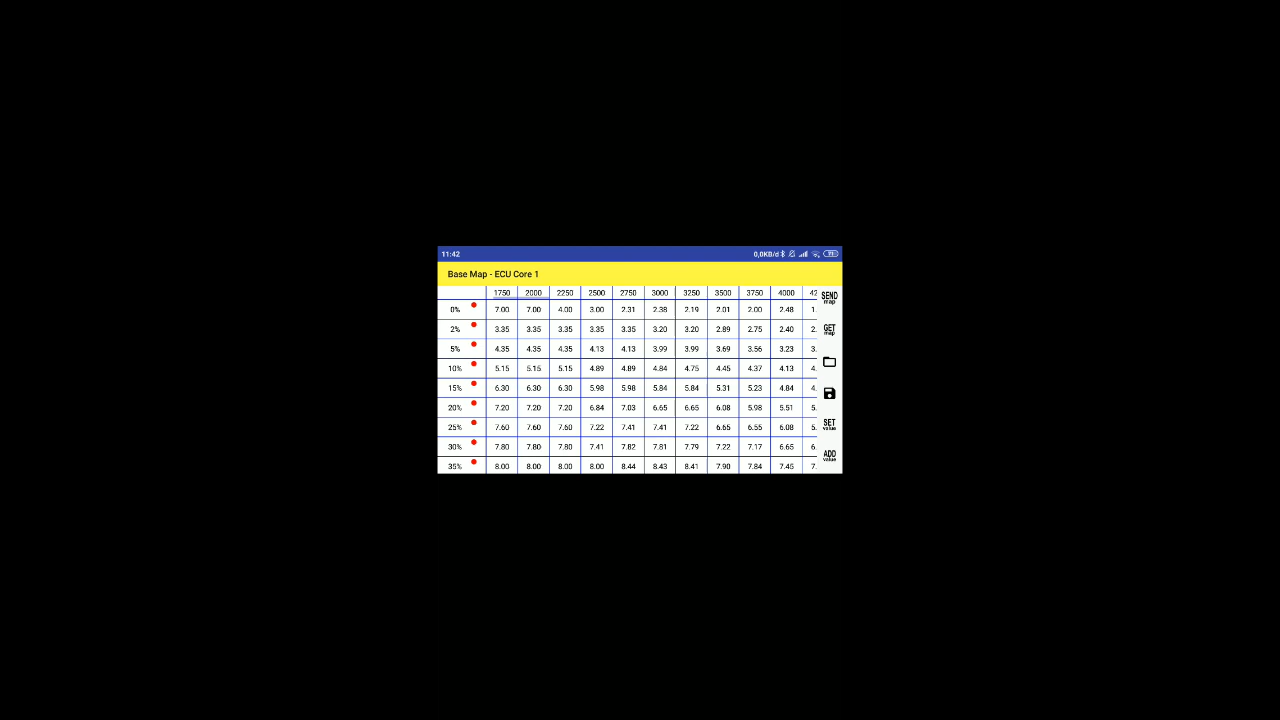 11:42 0,0KB/d
Base Map - ECU Core 1
1750 2000 2250 2500 2750 3000 3250 3500 3750 4000 42
0% 7.00 7.00 4.00 3.00 2.31 2.38 2.19 2.01 2.00 2.48 1.
2% 3.35 3.35 3.35 3.35 3.35 3.20 3.20 2.89 2.75 2.40 2.
5% 4.35 4.35 4.35 4.13 4.13 3.99 3.99 3.69 3.56 3.23 3.
10% 5.15 5.15 5.15 4.89 4.89 4.84 4.75 4.45 4.37 4.13 4.
15% 6.30 6.30 6.30 5.98 5.98 5.84 5.84 5.31 5.23 4.84 4.
20% 7.20 7.20 7.20 6.84 7.03 6.65 6.65 6.08 5.98 5.51 5.
25% 7.60 7.60 7.60 7.22 7.41 7.41 7.22 6.65 6.55 6.08 5.
30% 7.80 7.80 7.80 7.41 7.82 7.81 7.79 7.22 7.17 6.65 6.
35% 8.00 8.00 8.00 8.00 8.44 8.43 8.41 7.90 7.84 7.45 7.
SEND
map
GET
map
SET
value
ADD
value